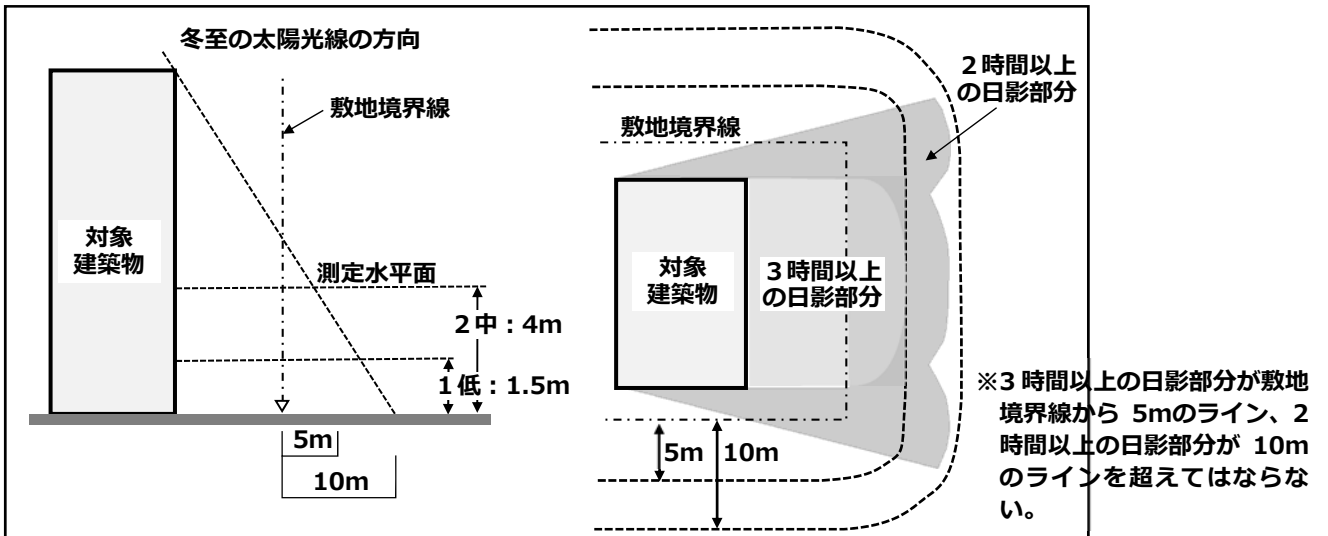 冬至の太陽光線の方向
敷地境界線
対象
建築物
測定水平面
2中：4m
1低：1.5m
5m
10m
２時間以上
の日影部分
敷地境界線
対象
建築物
３時間以上
の日影部分
5m
10m
※3 時間以上の日影部分が敷地
境界線から 5mのライン、2
時間以上の日影部分が 10m
のラインを超えてはならな
い。